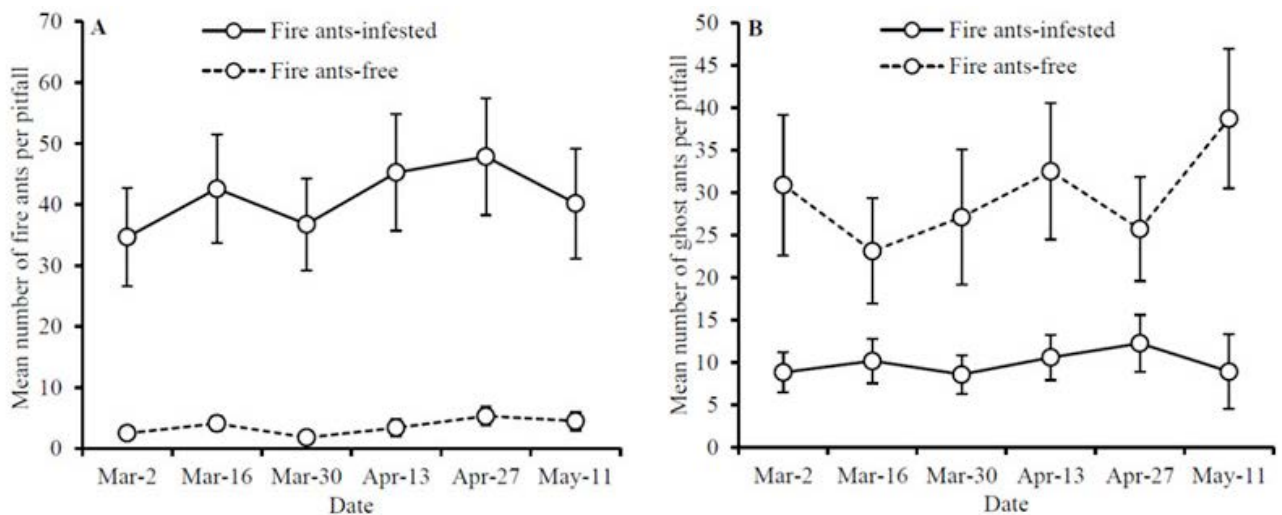 A
Fire ants-infested
Fire ants-free
Mean number of fire ants per pitfall
70
60
50
40
30
20
10
0
Mar-2 Mar-16 Mar-30 Apr-13 Apr-27 May-11
Date
B
Fire ants-infested
Fire ants-free
Mean number of ghost ants per pitfall
50
45
40
35
30
25
20
15
10
5
0
Mar-2 Mar-16 Mar-30 Apr-13 Apr-27 May-11
Date